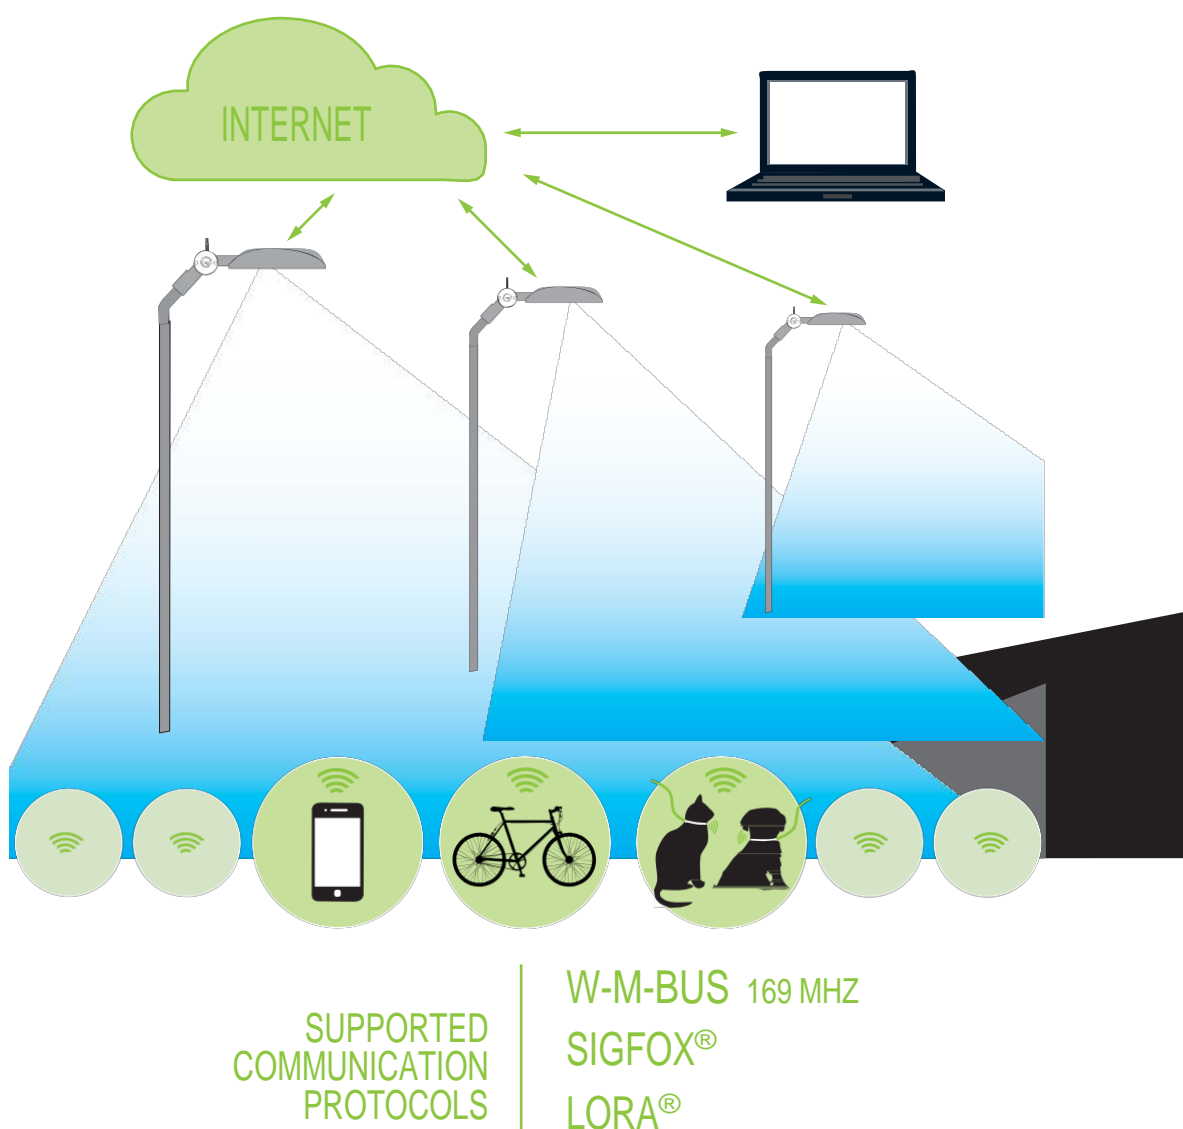 INTERNET
SUPPORTED
COMMUNICATION
PROTOCOLS
W-M-BUS 169 MHZ
SIGFOX®
LORA®